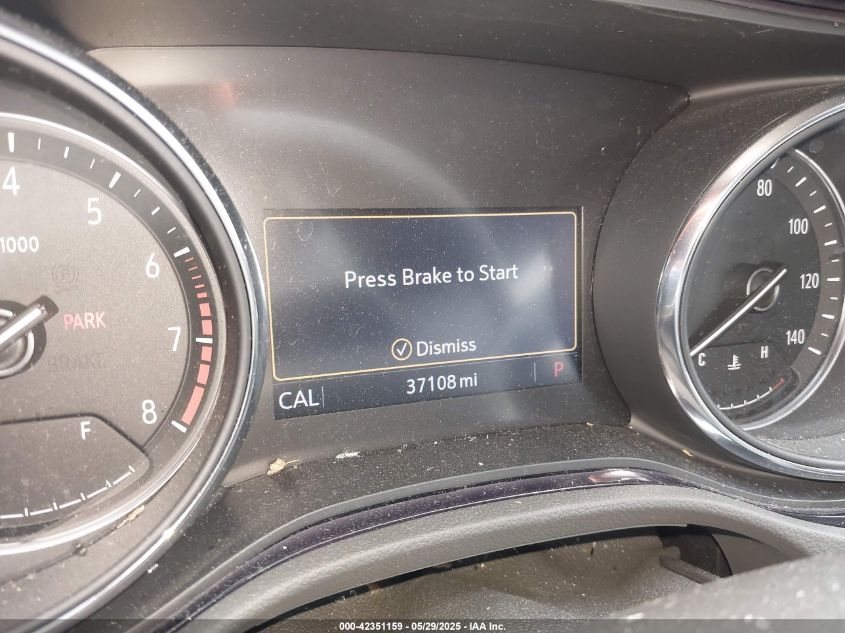 4
5
1000
6
PARK
7
8
F
Press Brake to Start
Dismiss
CAL 37108 mi P
80
100
120
140
C H
000-42351159 • 05/29/2025 • IAA Inc.